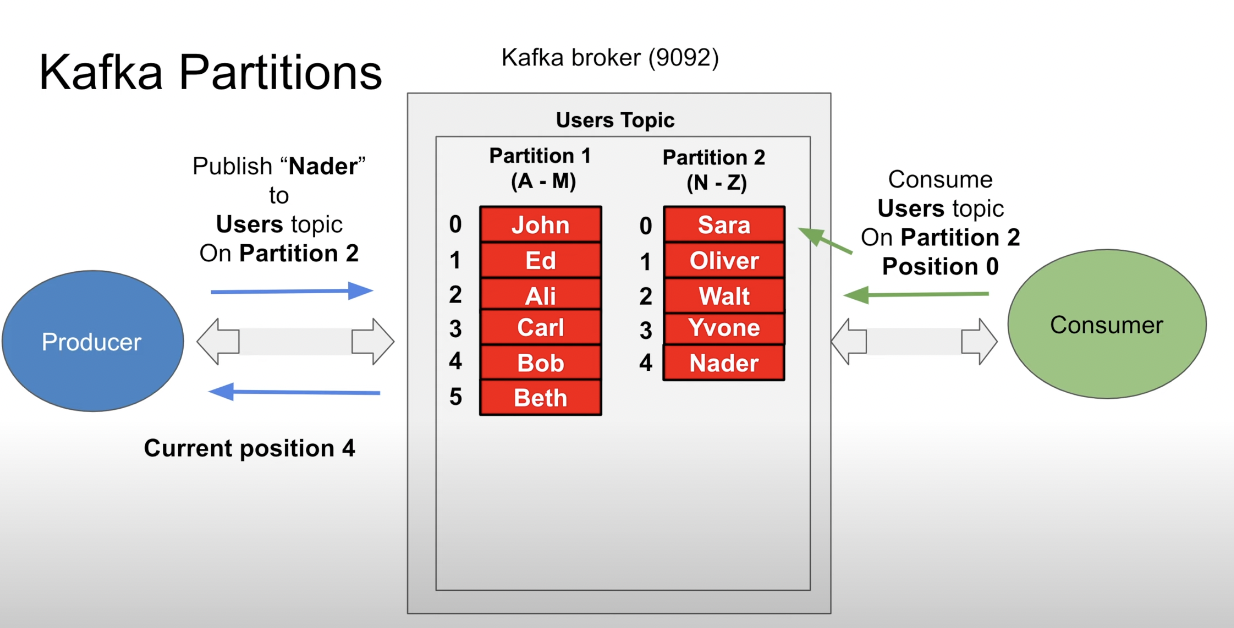 Kafka Partitions
Kafka broker (9092)
Users Topic
Publish “Nader”
to
Users topic
On Partition 2
Producer
Current position 4
Partition 1
(A - M)
0 John
1 Ed
2 Ali
3 Carl
4 Bob
5 Beth
Partition 2
(N - Z)
0 Sara
1 Oliver
2 Walt
3 Yvone
4 Nader
Consume
Users topic
On Partition 2
Position 0
Consumer